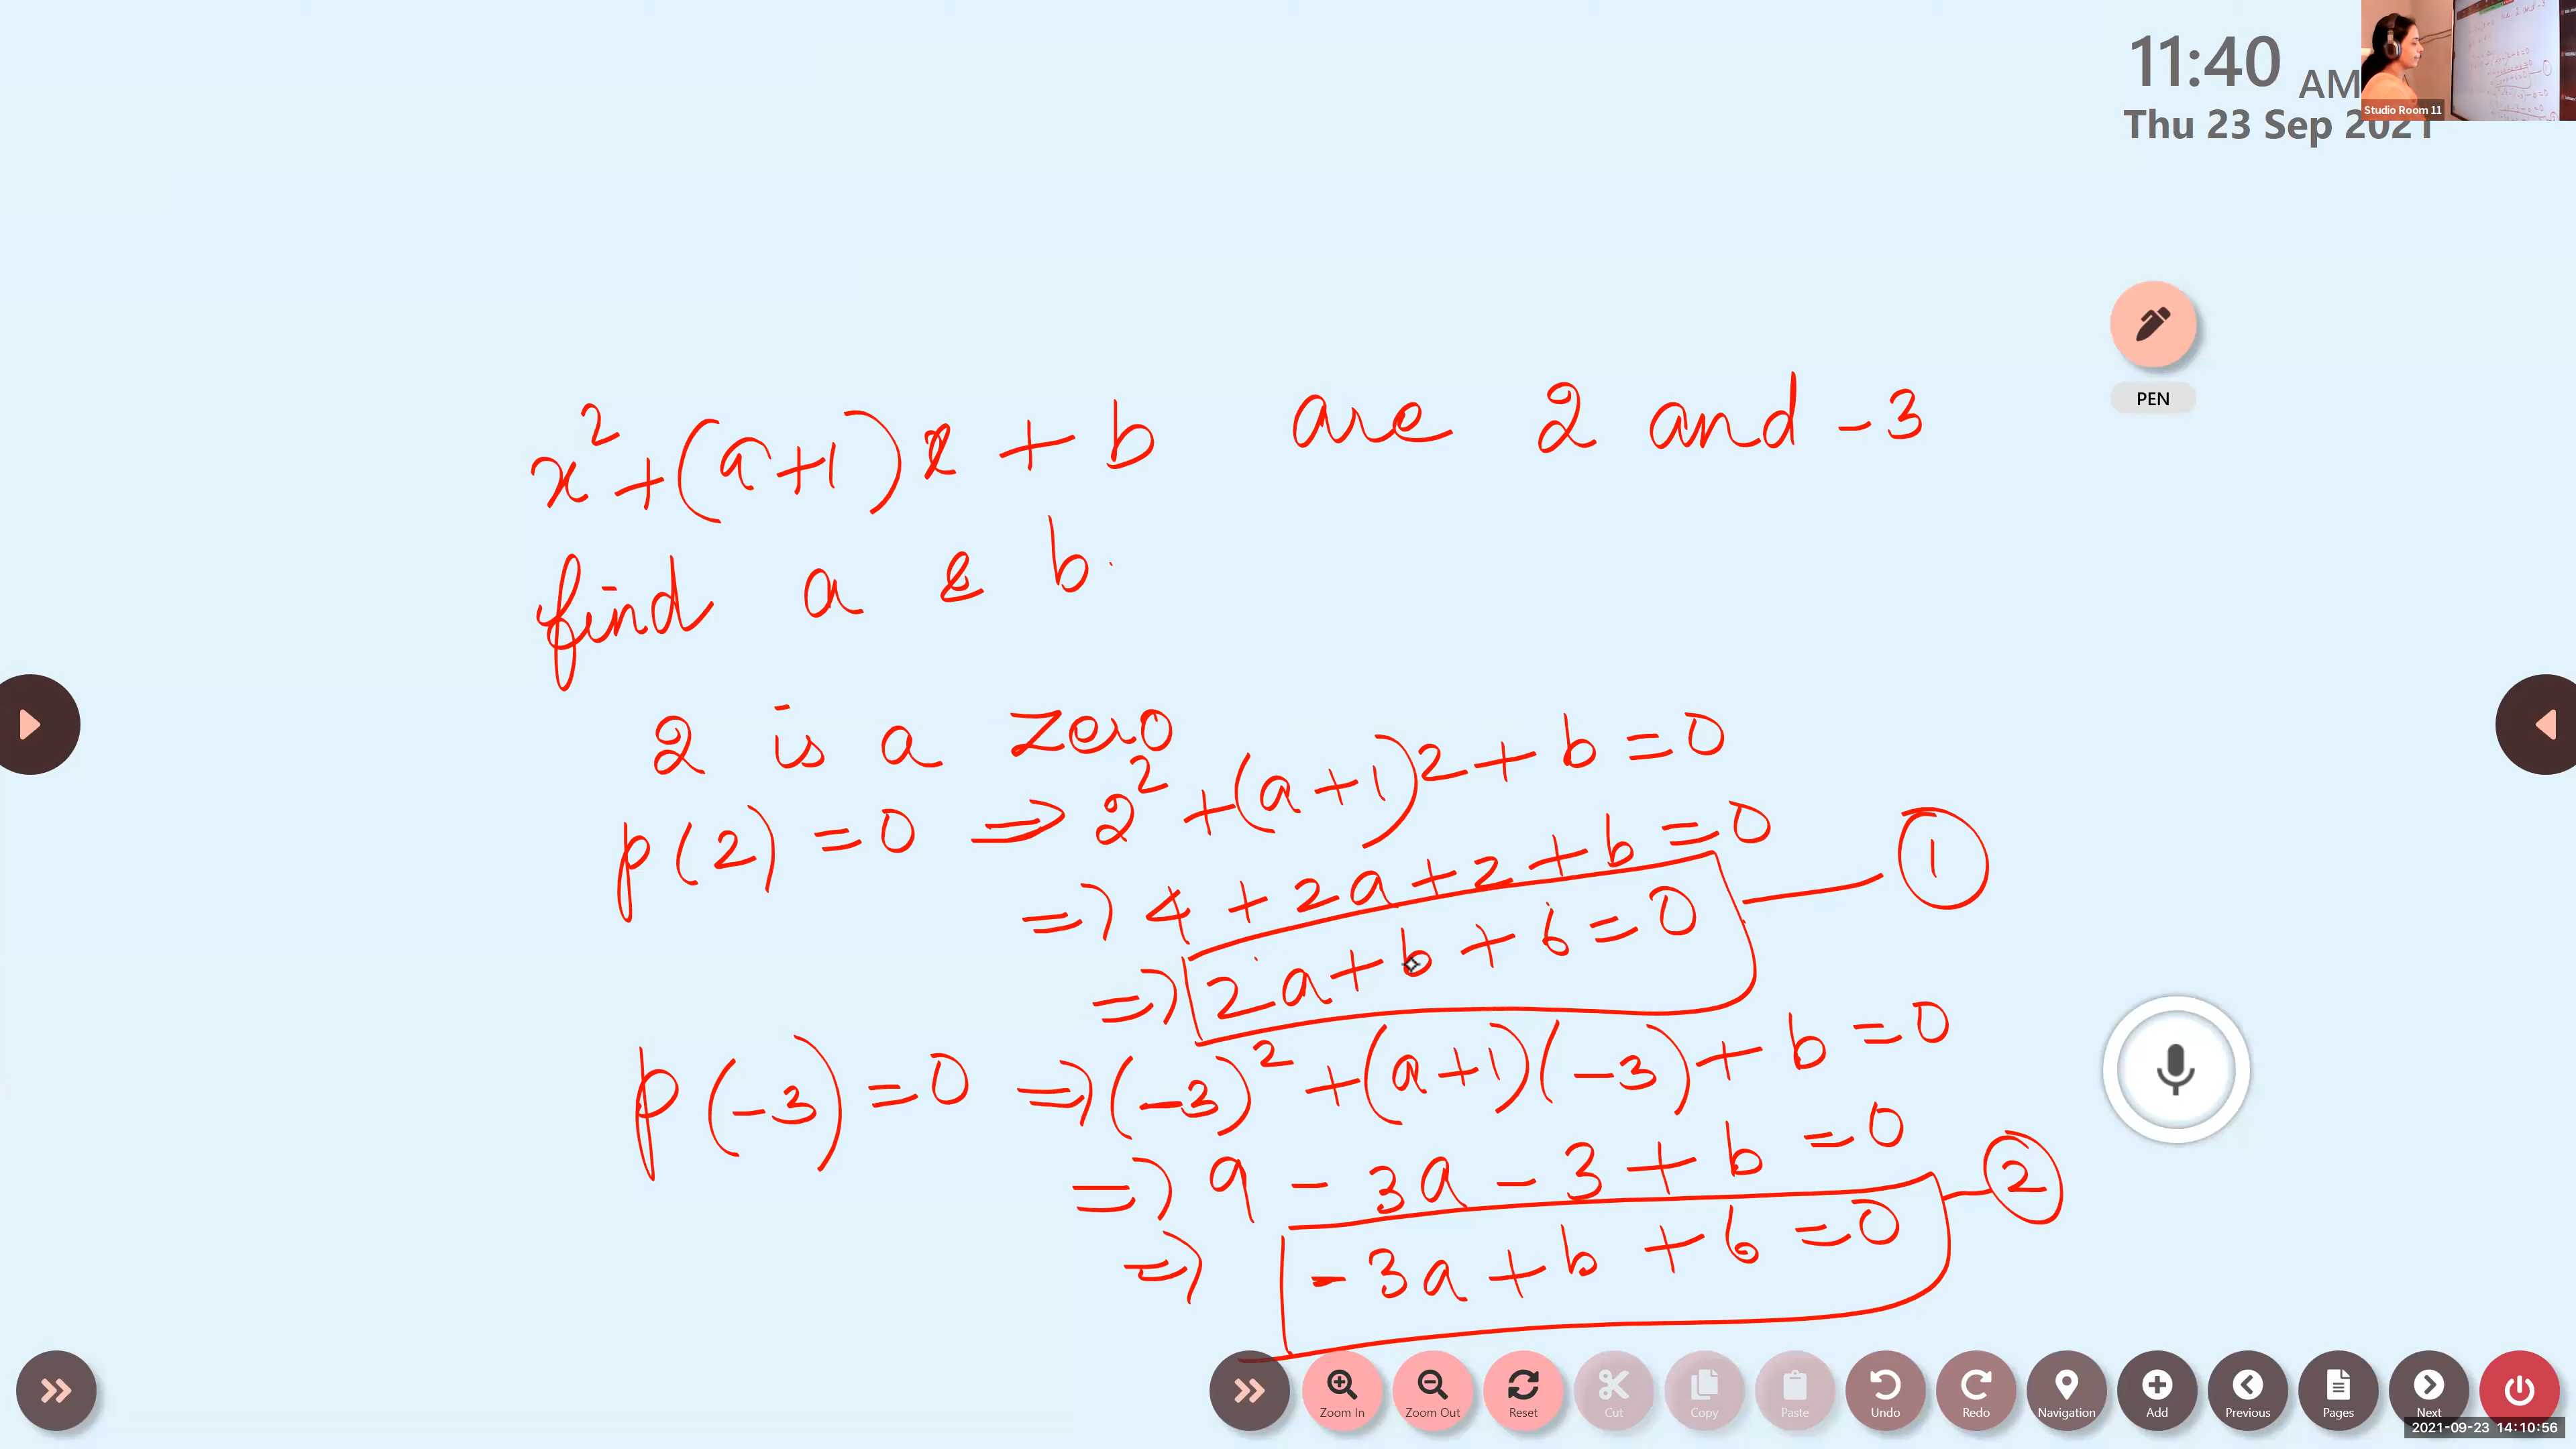 11:40 AM
Thu 23 Sep 2021
Studio Room 11
PEN
x² + (a+1)x + b are 2 and -3
find a & b.
2 is a zero
p(2) = 0 ⇒ 2² + (a+1)2 + b = 0
⇒ 4 + 2a + 2 + b = 0
⇒ 2a + b + 6 = 0 — 1
p(-3) = 0 ⇒ (-3)² + (a+1)(-3) + b = 0
⇒ 9 - 3a - 3 + b = 0
⇒ -3a + b + 6 = 0 — 2
Zoom In Zoom Out Reset Cut Copy Paste Undo Redo Navigation Add Previous Pages Next
2021-09-23 14:10:56